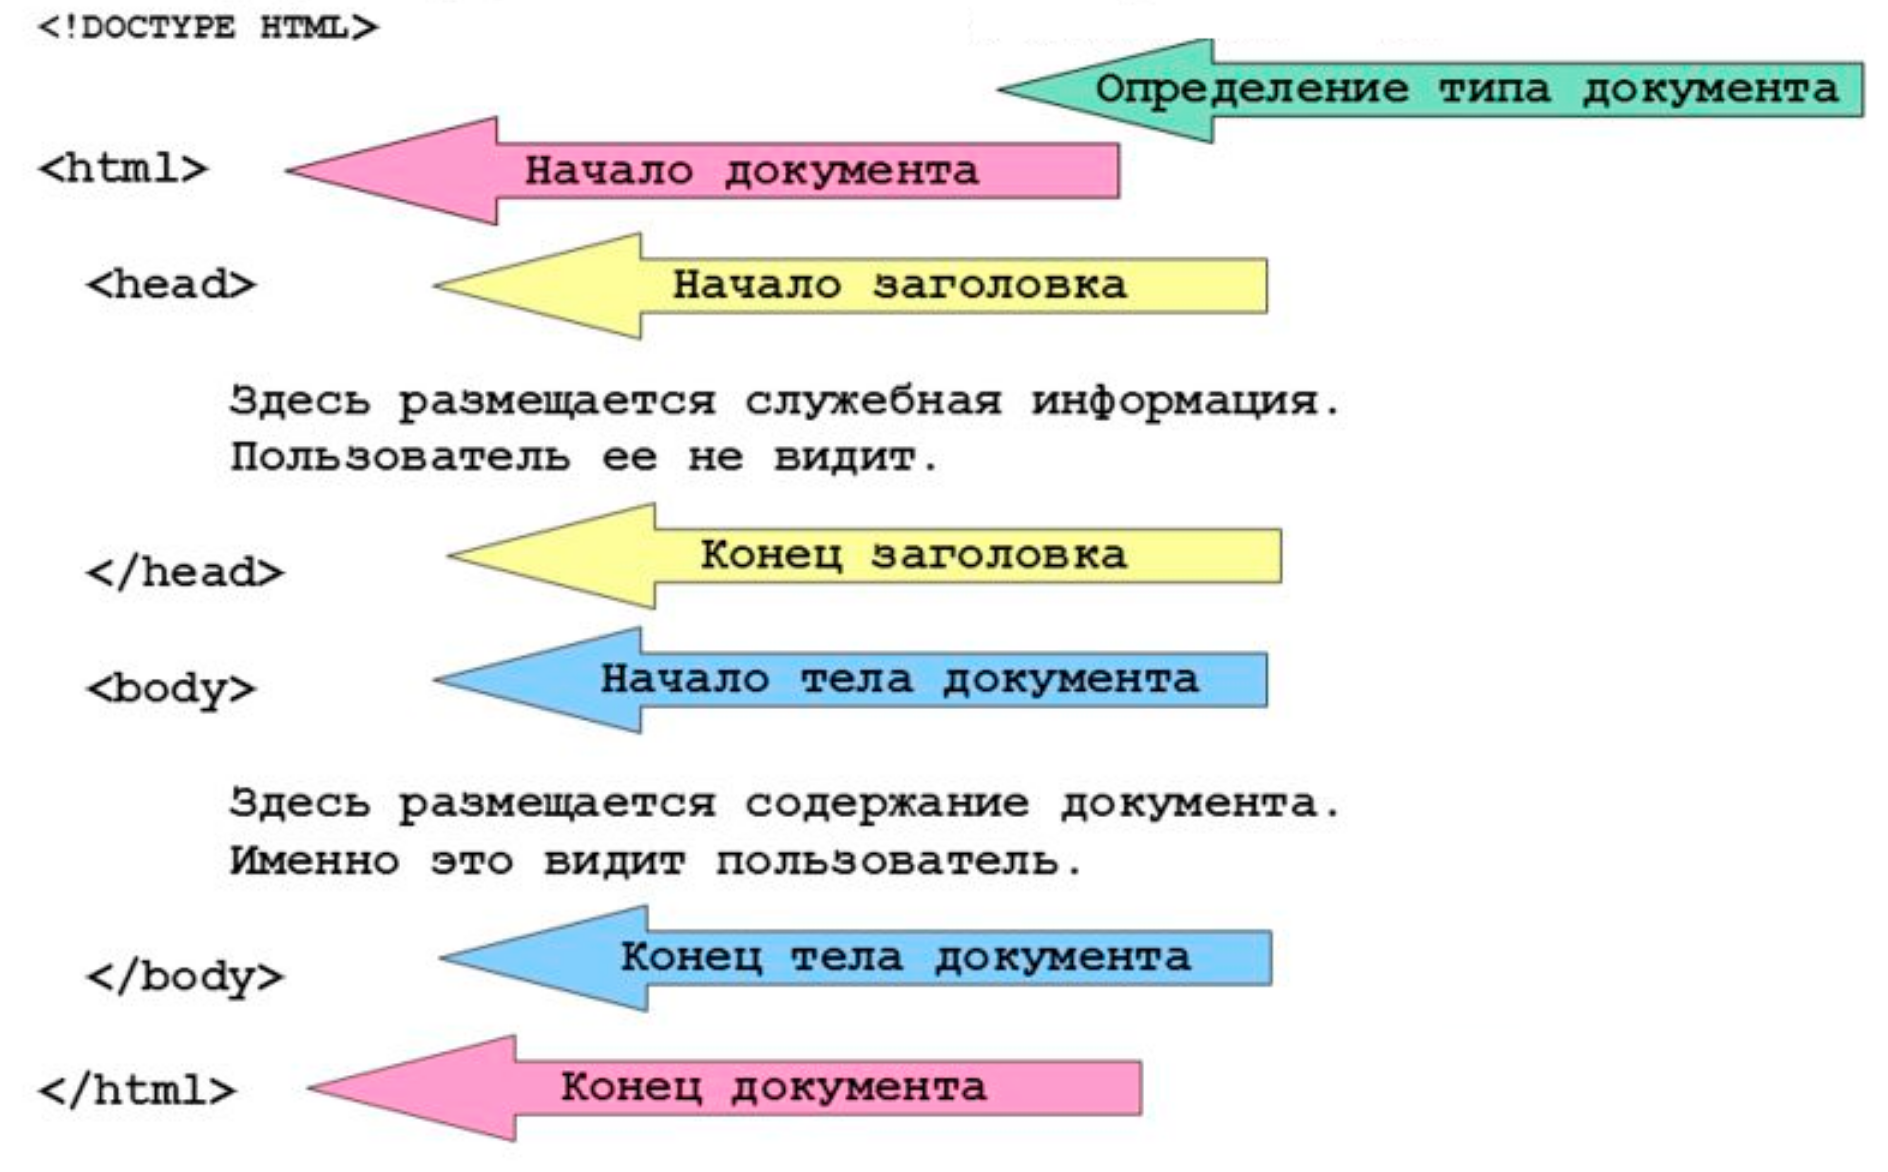 <!DOCTYPE HTML>
Определение типа документа
<html>
Начало документа
<head>
Начало заголовка
Здесь размещается служебная информация.
Пользователь ее не видит.
</head>
Конец заголовка
<body>
Начало тела документа
Здесь размещается содержание документа.
Именно это видит пользователь.
</body>
Конец тела документа
</html>
Конец документа